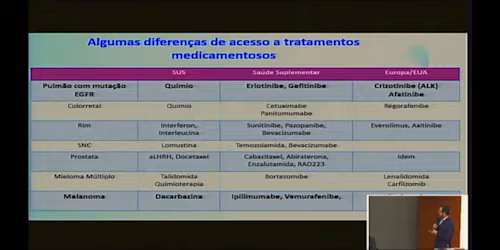 Algumas diferenças de acesso a tratamentos
medicamentosos
SUS Saúde Suplementar Europa/EUA
Pulmão com mutação Quimio Erlotinibe, Gefitinibe Crizotinibe (ALK)
EGFR Afatinibe
Colorretal Quimio Cetuximabe Regorafenibe
Panitumumabe
Rim Interferon, Sunitinibe, Pazopanibe, Everolimus, Axitinibe
Interleucina Bevacizumabe
SNC Lomustina Temozolamida, Bevacizumabe
Prostata aLHRH, Docetaxel Cabazitaxel, Abiraterona, Idem
Enzalutamida, RAD223
Mieloma Múltiplo Talidomida Bortezomibe Lenalidomida
Quimioterapia Carfilzomib
Melanoma Dacarbazina Ipilimumabe, Vemurafenibe,